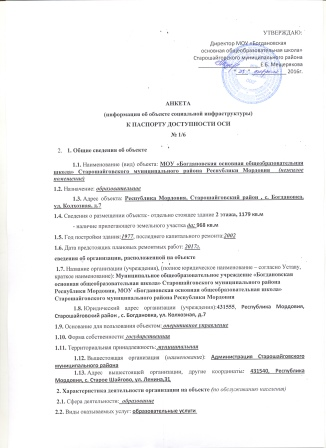 УТВЕРЖДАЮ:
Директор МОУ «Богдановская
основная общеобразовательная
школа»
Старошайговского муниципального района
Е.Б. Мещерякова
2016г.
АНКЕТА
(информация об объекте социальной инфраструктуры)
К ПАСПОРТУ ДОСТУПНОСТИ ОСИ
№ 1/6
2. 1. Общие сведения об объекте
1.1. Наименование (вид) объекта: МОУ «Богдановская основная общеобразовательная
школа» Старошайговского муниципального района Республики Мордовия (нежилое
помещение)
1.2. Назначение: образовательные
1.3. Адрес объекта: Республика Мордовия, Старошайговский район , с. Богдановка,
ул. Колхозная, д.7
1.4. Сведения о размещении объекта- отдельно стоящее здание 2 этажа, 1179 кв.м
- наличие прилегающего земельного участка да: 968 кв.м
1.5. Год постройки здания:1977, последнего капитального ремонта:2002
1.6. Дата предстоящих плановых ремонтных работ: 2017г.
сведения об организации, расположенной на объекте
1.7. Название организации (учреждения), (полное юридическое наименование – согласно Уставу,
краткое наименование): Муниципальное общеобразовательное учреждение «Богдановская
основная общеобразовательная школа» Старошайговского муниципального района
Республики Мордовия, МОУ «Богдановская основная общеобразовательная школа»
Старошайговского муниципального района Республики Мордовия
1.8. Юридический адрес организации (учреждения):431555, Республика Мордовия,
Старошайговский район , с. Богдановка, ул. Колхозная, д.7
1.9. Основание для пользования объектом: оперативное управление
1.10. Форма собственности: государственная
1.11. Территориальная принадлежность: муниципальная
1.12. Вышестоящая организация (наименование): Администрация Старошайговского
муниципального района
1.13. Адрес вышестоящей организации, другие координаты: 431540, Республика
Мордовия, с. Старое Шайгово, ул. Ленина,31
2. Характеристика деятельности организации на объекте (по обслуживанию населения)
2.1. Сфера деятельности: образование
2.2. Виды оказываемых услуг: образовательные услуги